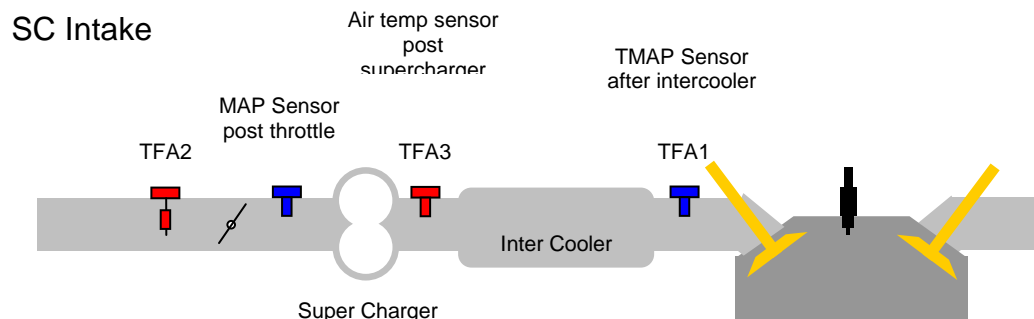 SC Intake
Air temp sensor
post
supercharger
TMAP Sensor
after intercooler
MAP Sensor
post throttle
TFA2
TFA3
TFA1
Inter Cooler
Super Charger